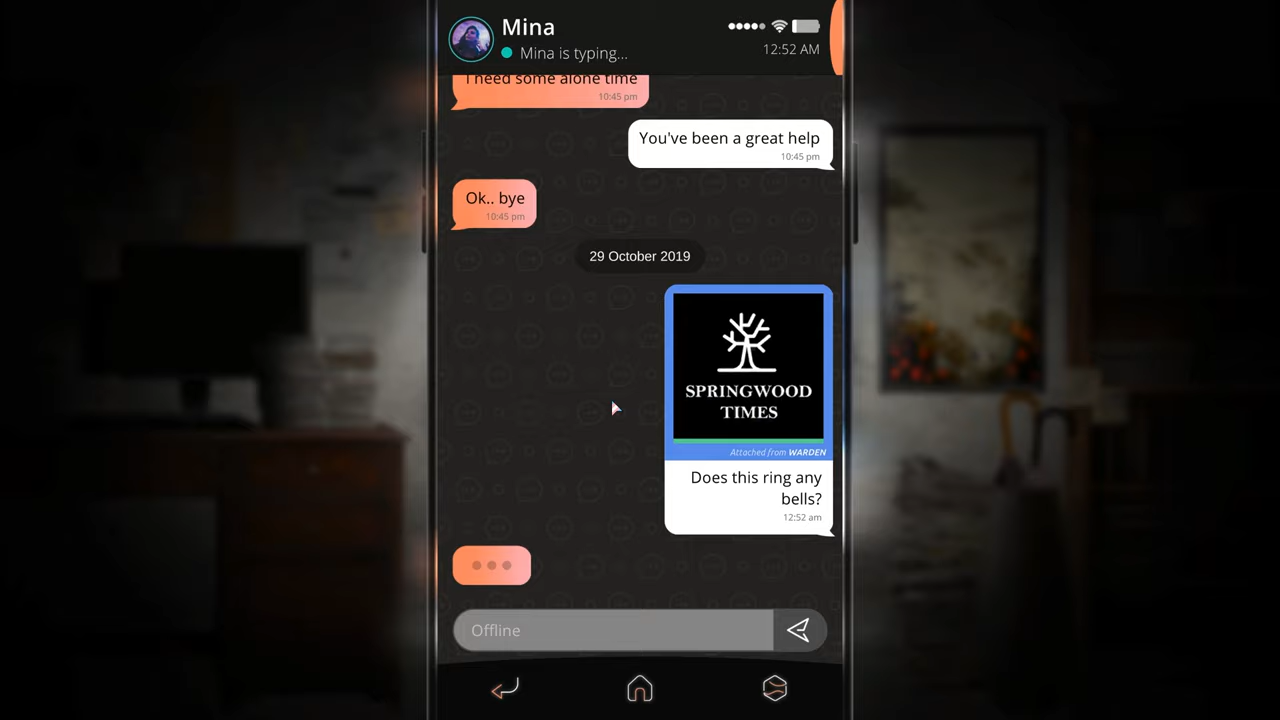 Mina
Mina is typing...
12:52 AM
I need some alone time
10:45 pm
You've been a great help
10:45 pm
Ok.. bye
10:45 pm
29 October 2019
SPRINGWOOD
TIMES
Attached from WARDEN
Does this ring any
bells?
12:52 am
Offline